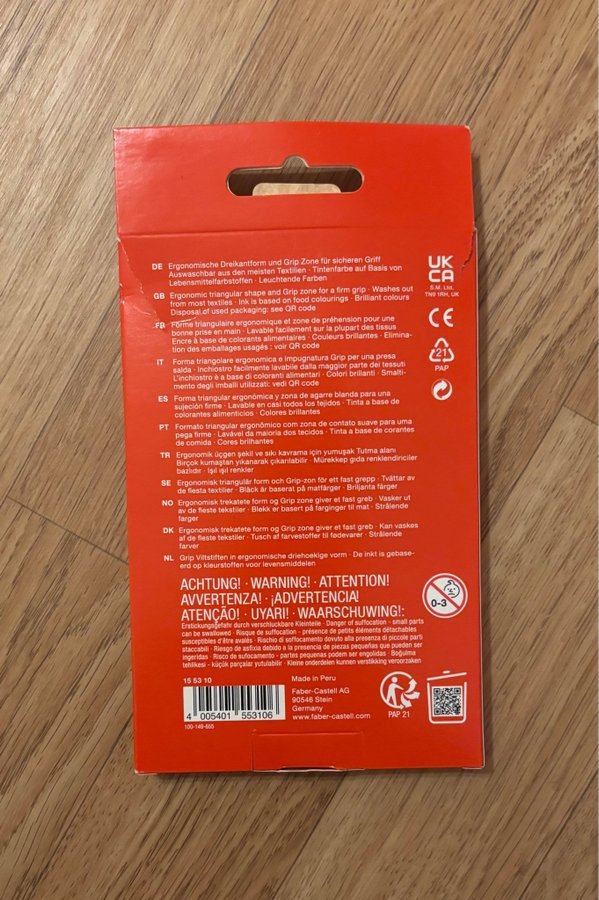 DE Ergonomische Dreikantform und Grip Zone für sicheren Griff
Auswaschbar aus den meisten Textilien · Tintenfarbe auf Basis von
Lebensmittelfarbstoffen · Leuchtende Farben
GB Ergonomic triangular shape and Grip zone for a firm grip · Washes out
from most textiles · Ink is based on food colourings · Brilliant colours
Disposal of used packaging: see QR code
FR Forme triangulaire ergonomique et zone de préhension pour une
bonne prise en main · Lavable facilement sur la plupart des tissus
Encre à base de colorants alimentaires · Couleurs brillantes · Elimina-
tion des emballages usagés : voir QR code
IT Forma triangolare ergonomica e impugnatura Grip per una presa
salda · Inchiostro facilmente lavabile dalla maggior parte dei tessuti
L'inchiostro è a base di coloranti alimentari · Colori brillanti · Smalti-
mento degli imballi utilizzati: vedi QR code
ES Forma triangular ergonómica y zona de agarre blanda para una
sujeción firme · Lavable en casi todos los tejidos · Tinta a base de
colorantes alimenticios · Colores brillantes
PT Formato triangular ergonômico com zona de contato suave para uma
pega firme · Lavável da maioria dos tecidos · Tinta a base de corantes
de comida · Cores brilhantes
TR Ergonomik üçgen şekil ve sıkı kavrama için yumuşak Tutma alanı
Birçok kumaştan yıkanarak çıkarılabilir · Mürekkep gıda renklendiriciler
bazlıdır · Işıl ışıl renkler
SE Ergonomisk triangulär form och Grip-zon för ett fast grepp · Tvättar av
de flesta textilier · Bläck är baserat på matfärger · Briljanta färger
NO Ergonomisk trekatete form og Grip zone giver et fast greb · Vasker ut
av de fleste tekstiler · Blekk er basert på farginger til mat · Strålende
farger
DK Ergonomisk trekatete form og Grip zone giver et fast greb · Kan vaskes
af de fleste tekstiler · Tusch af farvestoffer til fødevarer · Strålende
farver
NL Grip Viltstiften in ergonomische driehoekige vorm · De inkt is gebase-
erd op kleurstoffen voor levensmiddelen
ACHTUNG! · WARNING! · ATTENTION!
AVVERTENZA! · ¡ADVERTENCIA!
ATENÇÃO! · UYARI! · WAARSCHUWING!:
Erstickungsgefahr durch verschluckbare Kleinteile · Danger of suffocation - small parts
can be swallowed · Risque de suffocation - présence de petits éléments détachables
susceptibles d'être avalés · Rischio di soffocamento dovuto alla presenza di piccole parti
staccabili · Riesgo de asfixia debido a la presencia de piezas pequeñas que pueden ser
ingeridas · Risco de sufocamento - partes pequenas podem ser engolidas · Boğulma
tehlikesi - küçük parçalar yutulabilir · Kleine onderdelen kunnen verstikking veroorzaken
UK
CA
S.M. Ltd.
TN9 1RH, UK
CE
21
PAP
0-3
15 53 10
4 005401 553106
100-149-655
Made in Peru
Faber-Castell AG
90546 Stein
Germany
www.faber-castell.com
PAP 21